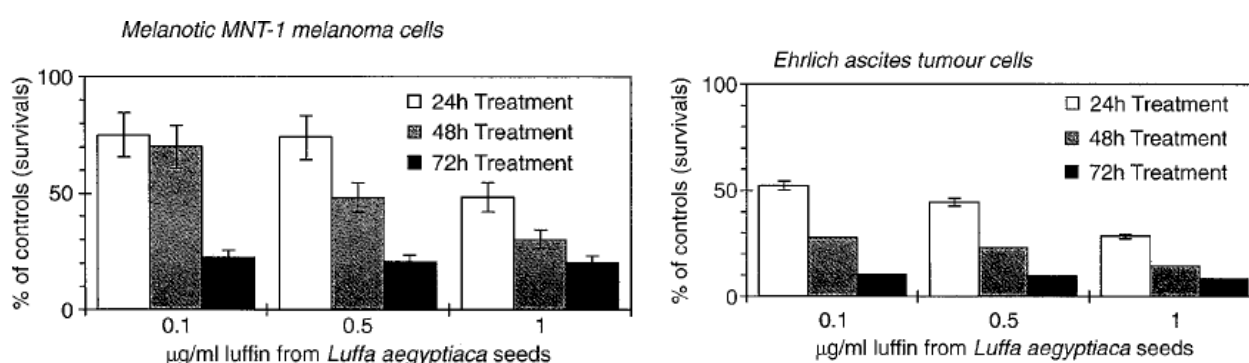 Melanotic MNT-1 melanoma cells
100
50
0
% of controls (survivals)
24h Treatment
48h Treatment
72h Treatment
0.1 0.5 1
µg/ml luffin from Luffa aegyptiaca seeds
Ehrlich ascites tumour cells
100
50
0
% of controls (survivals)
24h Treatment
48h Treatment
72h Treatment
0.1 0.5 1
µg/ml luffin from Luffa aegyptiaca seeds